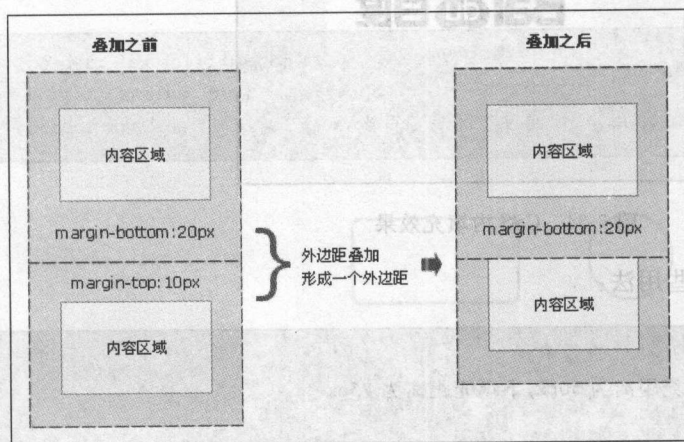 叠加之前
内容区域
margin-bottom:20px
margin-top:10px
内容区域
外边距叠加
形成一个外边距
叠加之后
内容区域
margin-bottom:20px
内容区域